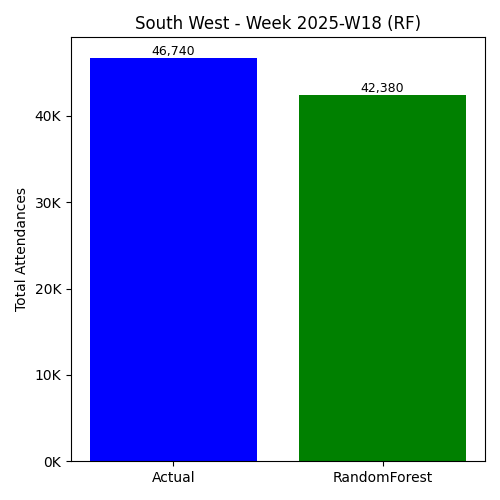 South West - Week 2025-W18 (RF)
46,740
42,380
Total Attendances
40K
30K
20K
10K
0K
Actual
RandomForest